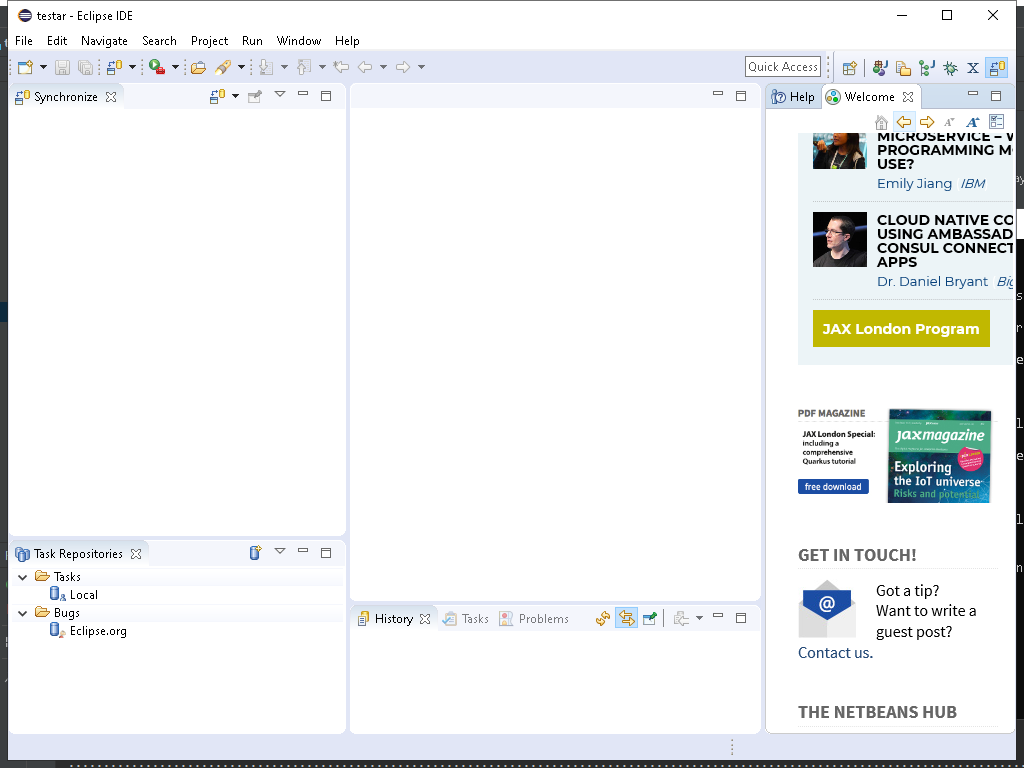 testar - Eclipse IDE
File Edit Navigate Search Project Run Window Help
Quick Access
Synchronize
Help Welcome
MICROSERVICE –
PROGRAMMING
USE?
Emily Jiang IBM
CLOUD NATIVE
USING
CONSUL CONNECT
APPS
Dr. Daniel Bryant
JAX London Program
PDF MAGAZINE
JAX London Special:
including a
comprehensive
Quarkus tutorial
free download
jaxmagazine
Exploring
the IoT universe
Risks and potential
GET IN TOUCH!
@
Got a tip?
Want to write a
guest post?
Contact us.
THE NETBEANS HUB
Task Repositories
Tasks
Local
Bugs
Eclipse.org
History Tasks Problems